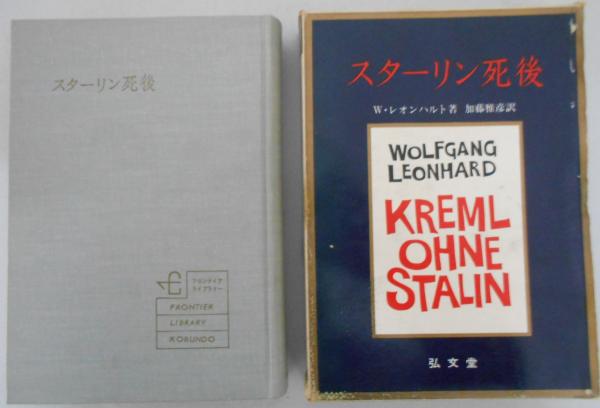 スターリン死後
フロンティア
ライブラリー
FRONTIER
LIBRARY
KOBUNDO
スターリン死後
W・レオンハルト著 加藤雅彦訳
WOLFGANG
LEONHARD
KREML
OHNE
STALIN
弘文堂